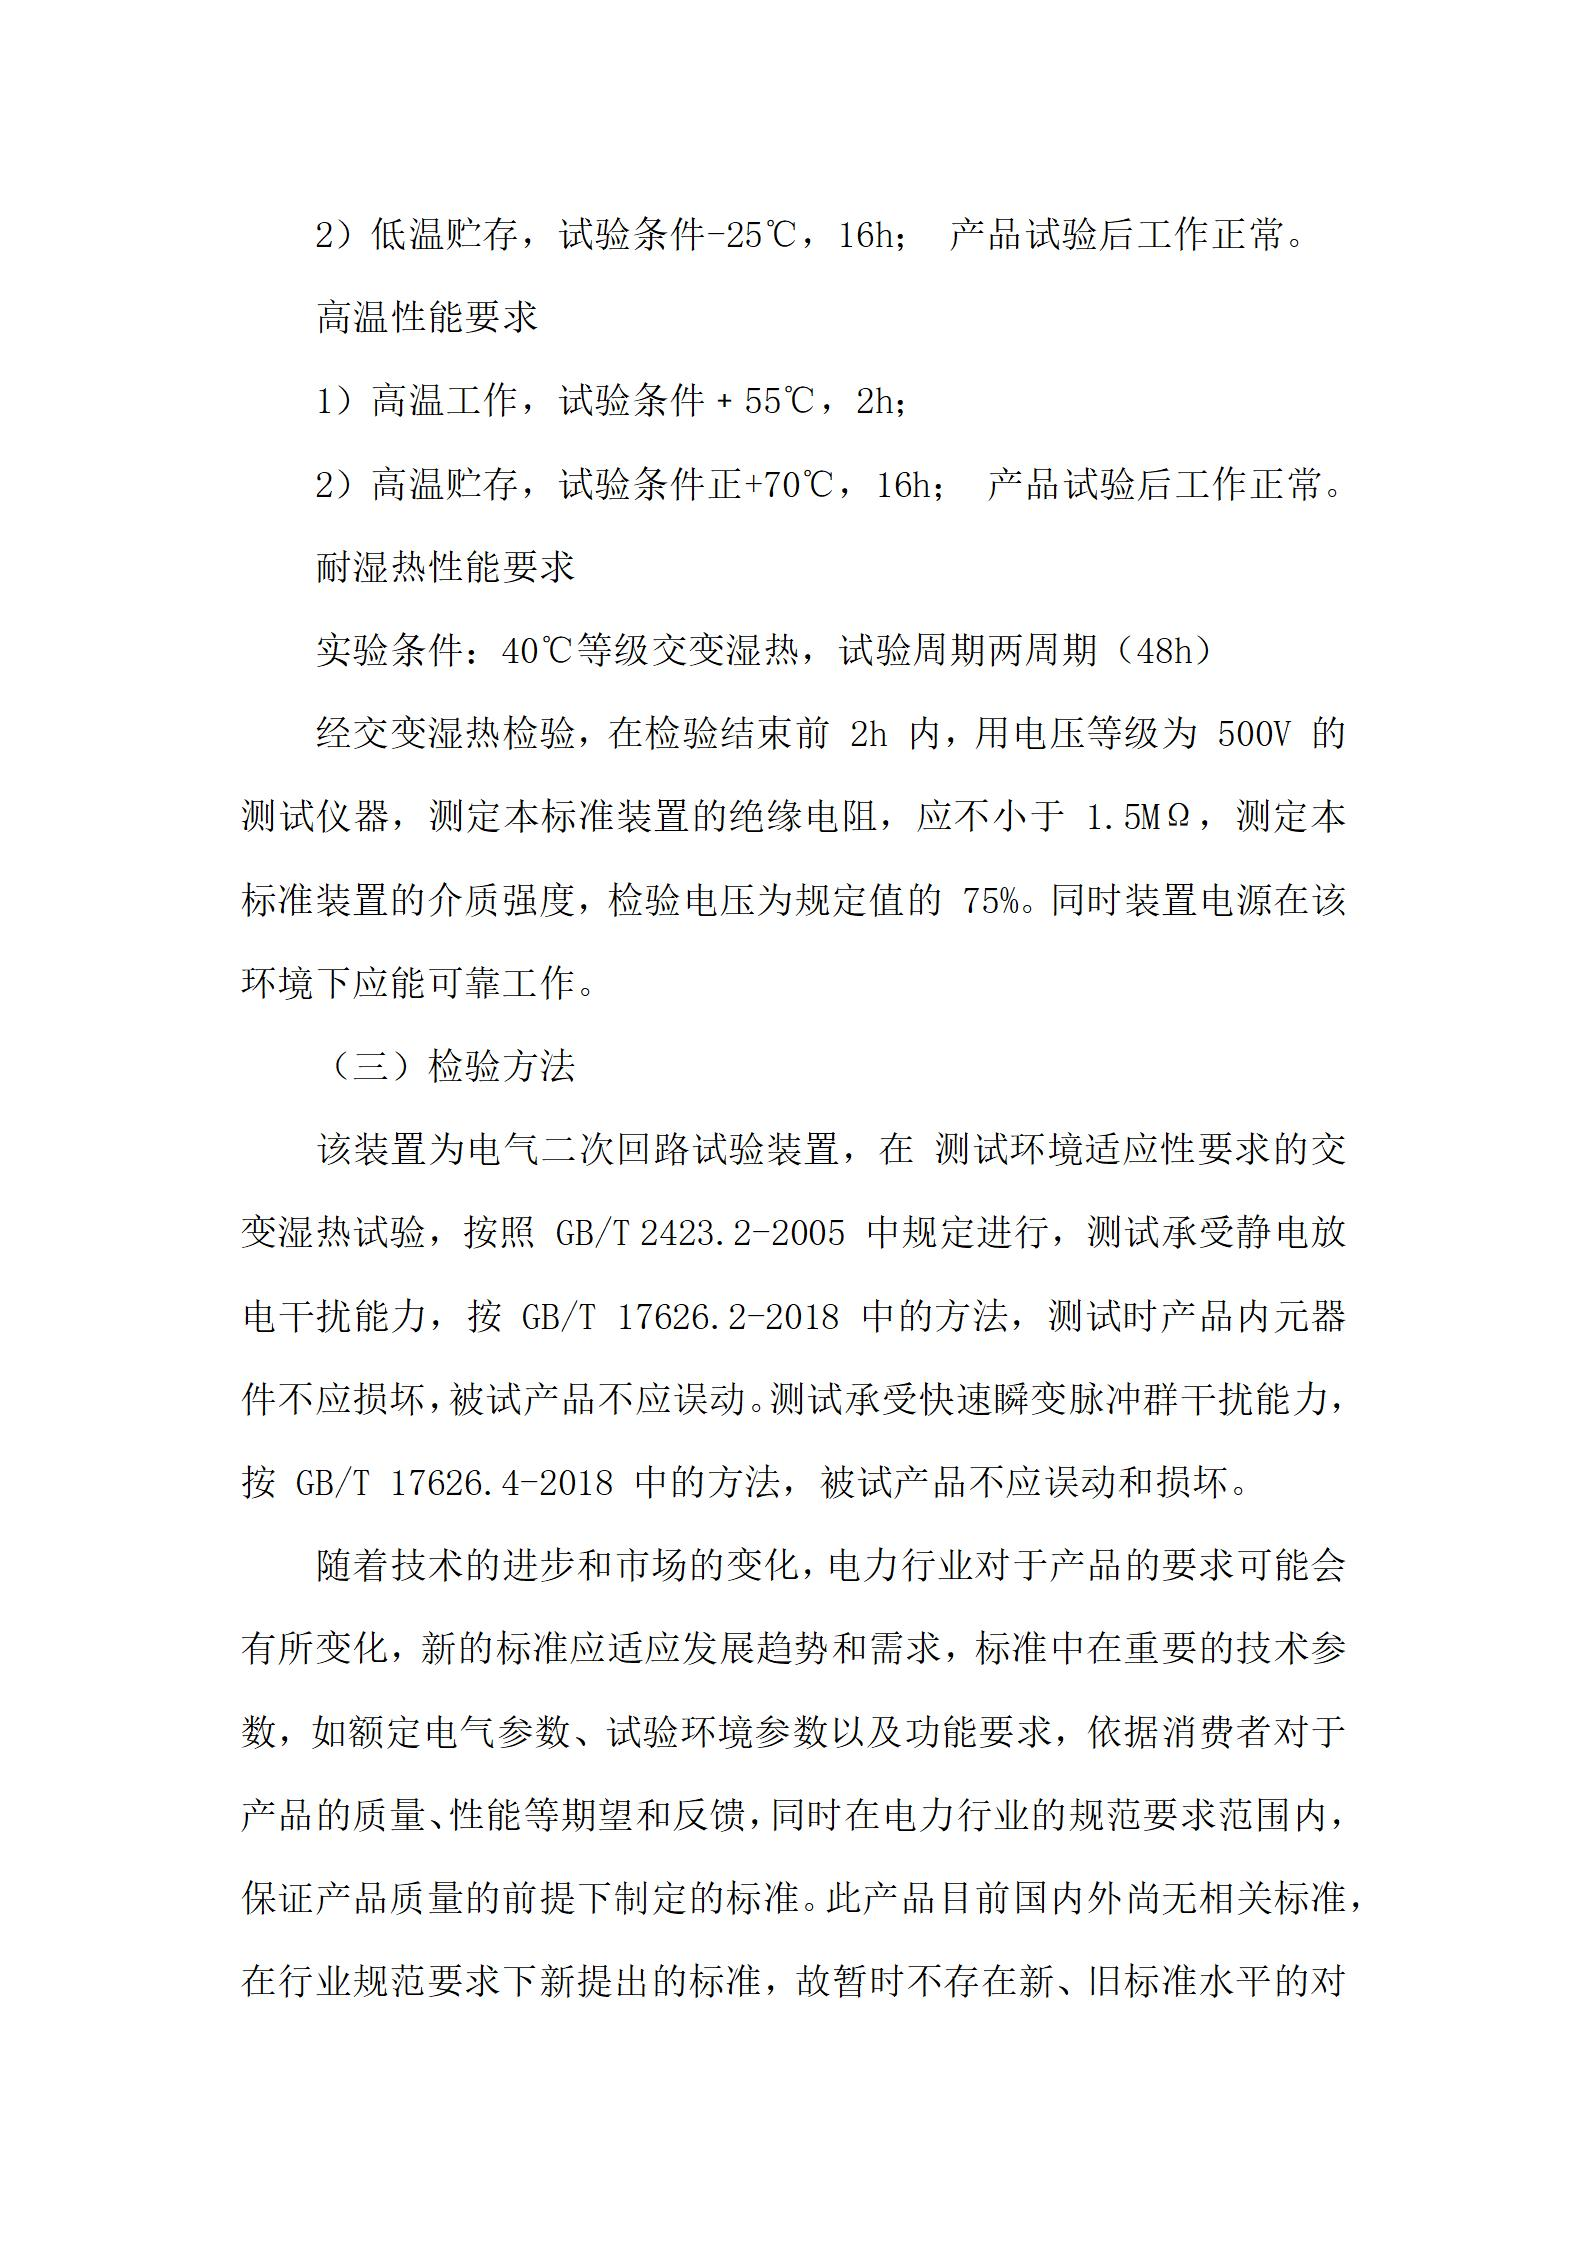 2）低温贮存，试验条件-25℃，16h； 产品试验后工作正常。
高温性能要求
1）高温工作，试验条件＋55℃，2h；
2）高温贮存，试验条件正+70℃，16h； 产品试验后工作正常。
耐湿热性能要求
实验条件：40℃等级交变湿热，试验周期两周期（48h）
经交变湿热检验，在检验结束前 2h 内，用电压等级为 500V 的
测试仪器，测定本标准装置的绝缘电阻，应不小于 1.5MΩ，测定本
标准装置的介质强度，检验电压为规定值的 75%。同时装置电源在该
环境下应能可靠工作。
（三）检验方法
该装置为电气二次回路试验装置，在 测试环境适应性要求的交
变湿热试验，按照 GB/T 2423.2-2005 中规定进行，测试承受静电放
电干扰能力，按 GB/T 17626.2-2018 中的方法，测试时产品内元器
件不应损坏，被试产品不应误动。测试承受快速瞬变脉冲群干扰能力，
按 GB/T 17626.4-2018 中的方法，被试产品不应误动和损坏。
随着技术的进步和市场的变化，电力行业对于产品的要求可能会
有所变化，新的标准应适应发展趋势和需求，标准中在重要的技术参
数，如额定电气参数、试验环境参数以及功能要求，依据消费者对于
产品的质量、性能等期望和反馈，同时在电力行业的规范要求范围内，
保证产品质量的前提下制定的标准。此产品目前国内外尚无相关标准，
在行业规范要求下新提出的标准，故暂时不存在新、旧标准水平的对